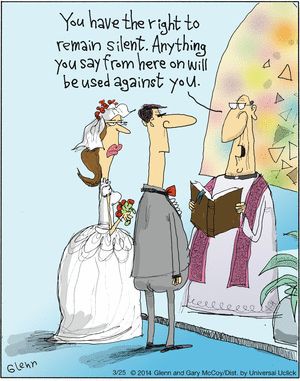 You have the right to
remain silent. Anything
you say from here on will
be used against you.
Glenn
3/25 © 2014 Glenn and Gary McCoy/Dist. by Universal Uclick